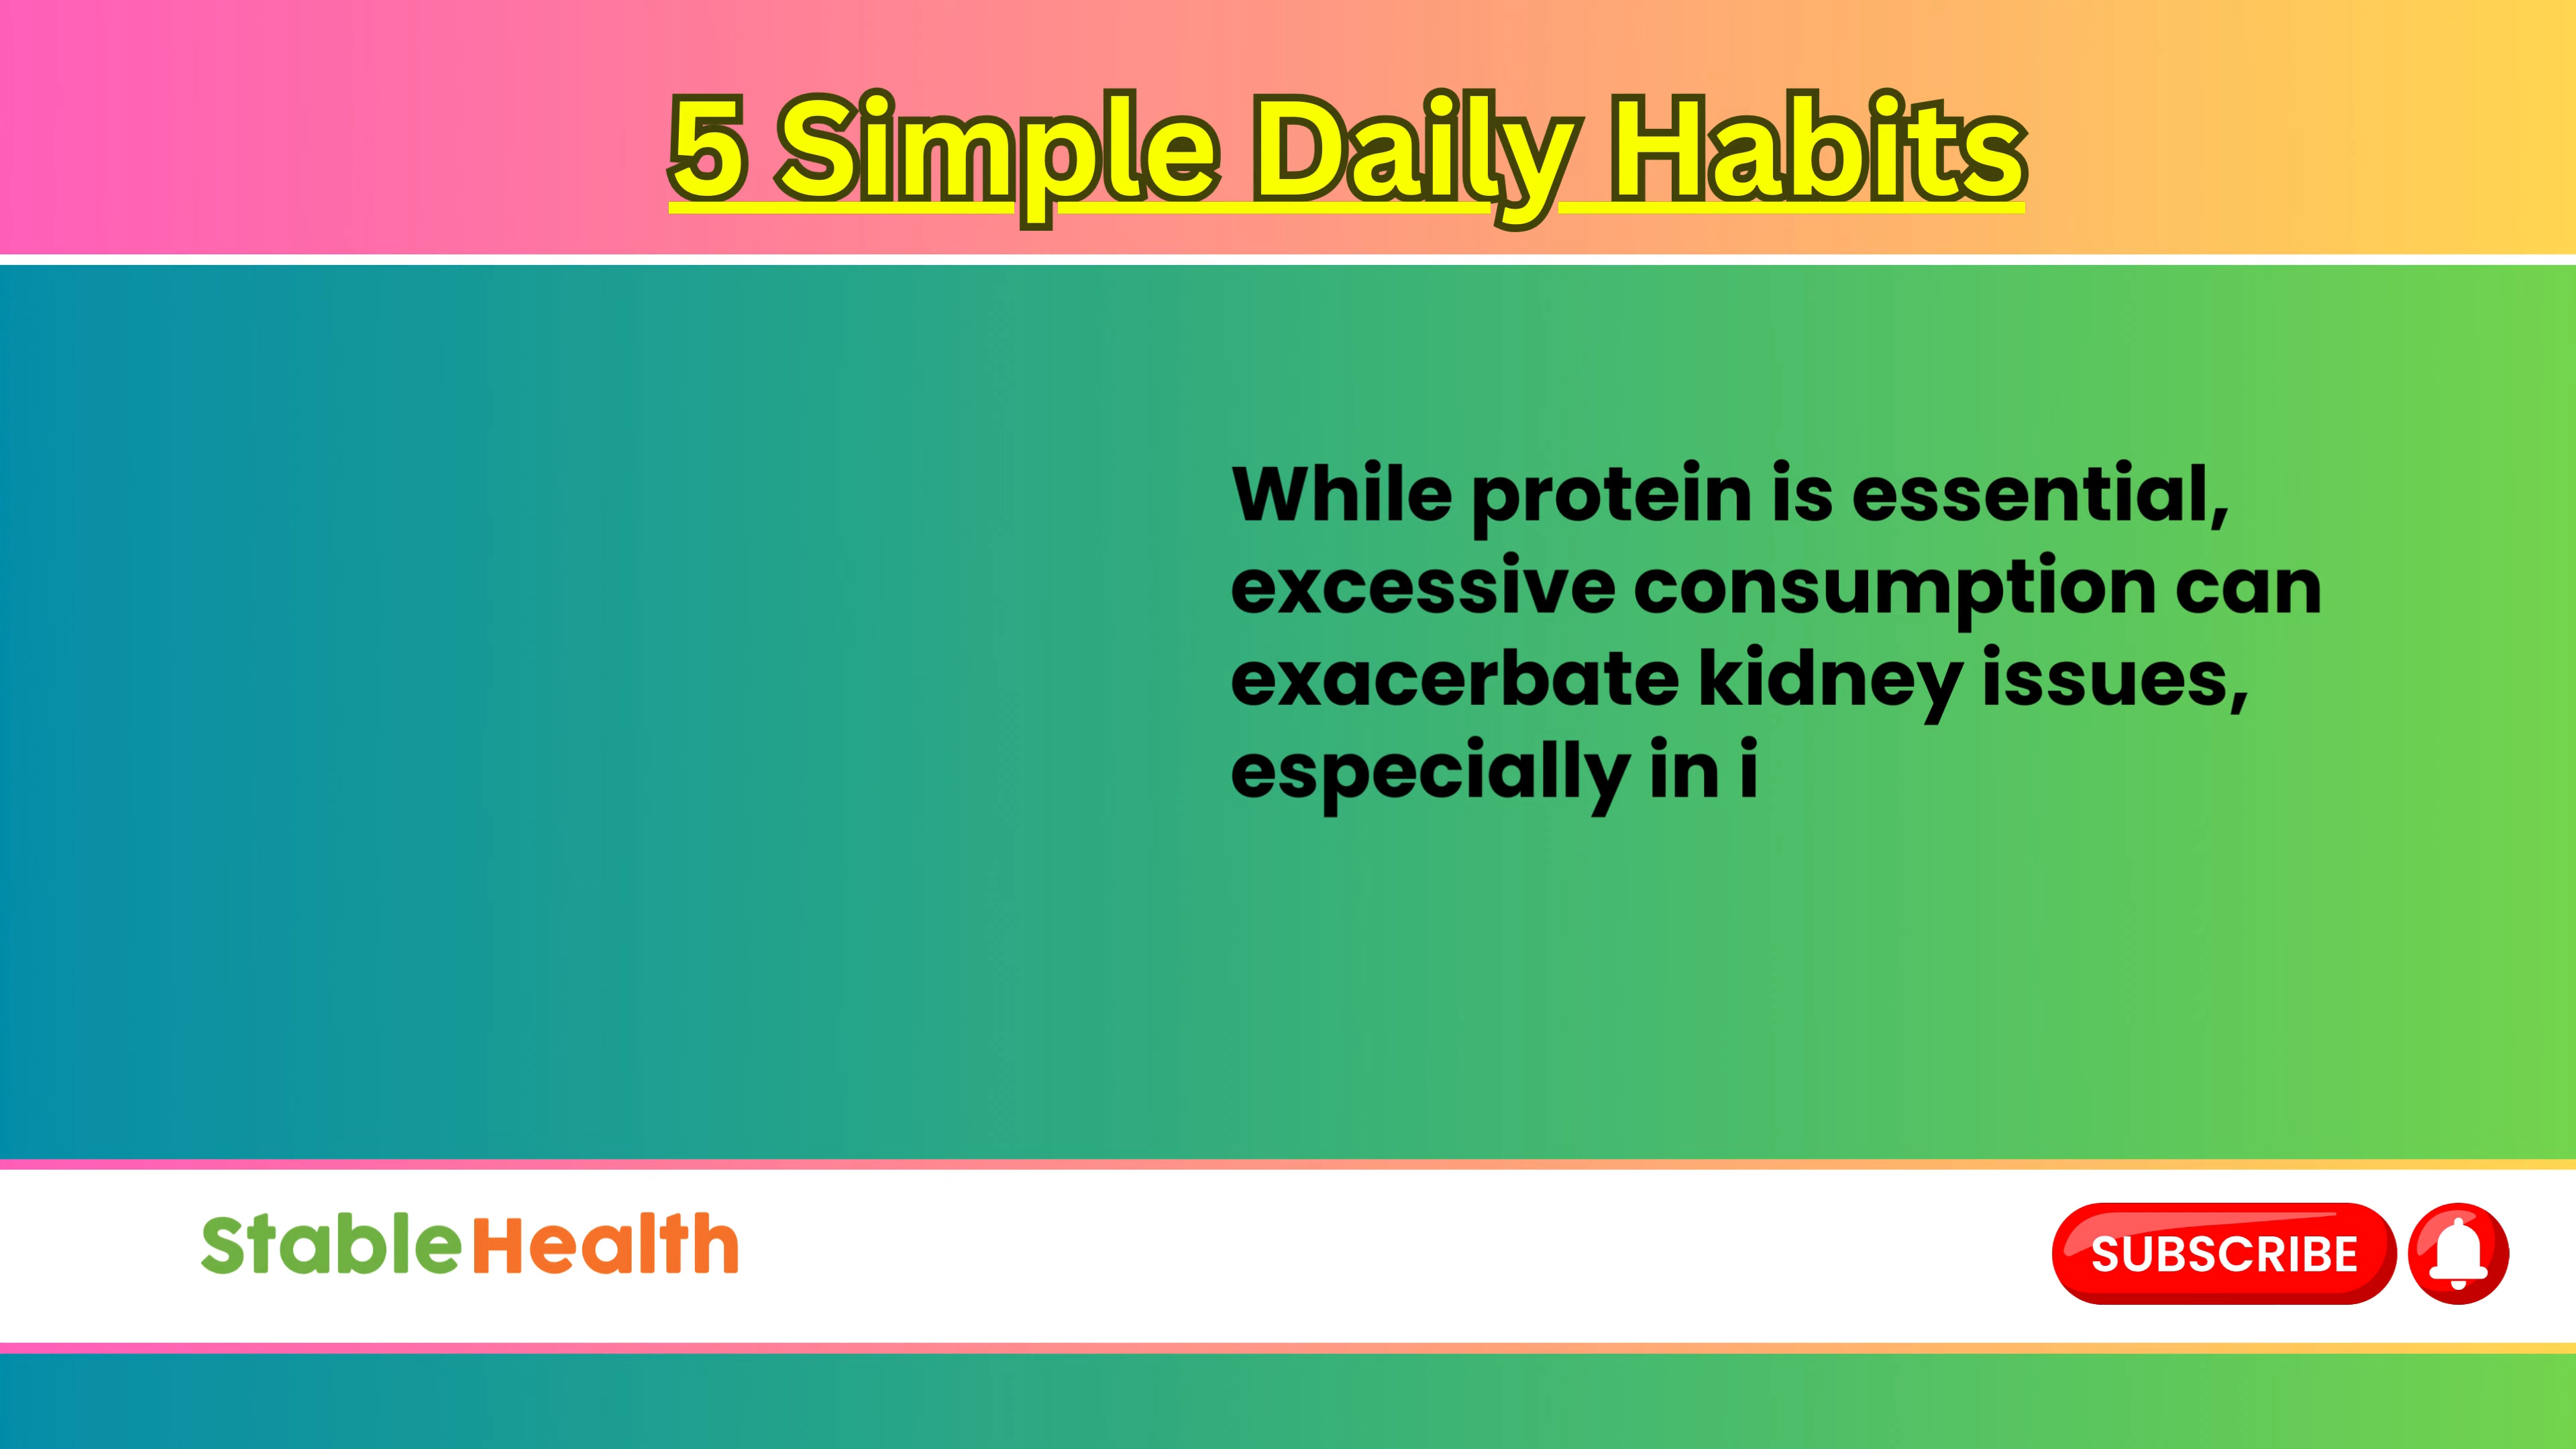 5 Simple Daily Habits
While protein is essential,
excessive consumption can
exacerbate kidney issues,
especially in i
StableHealth
SUBSCRIBE